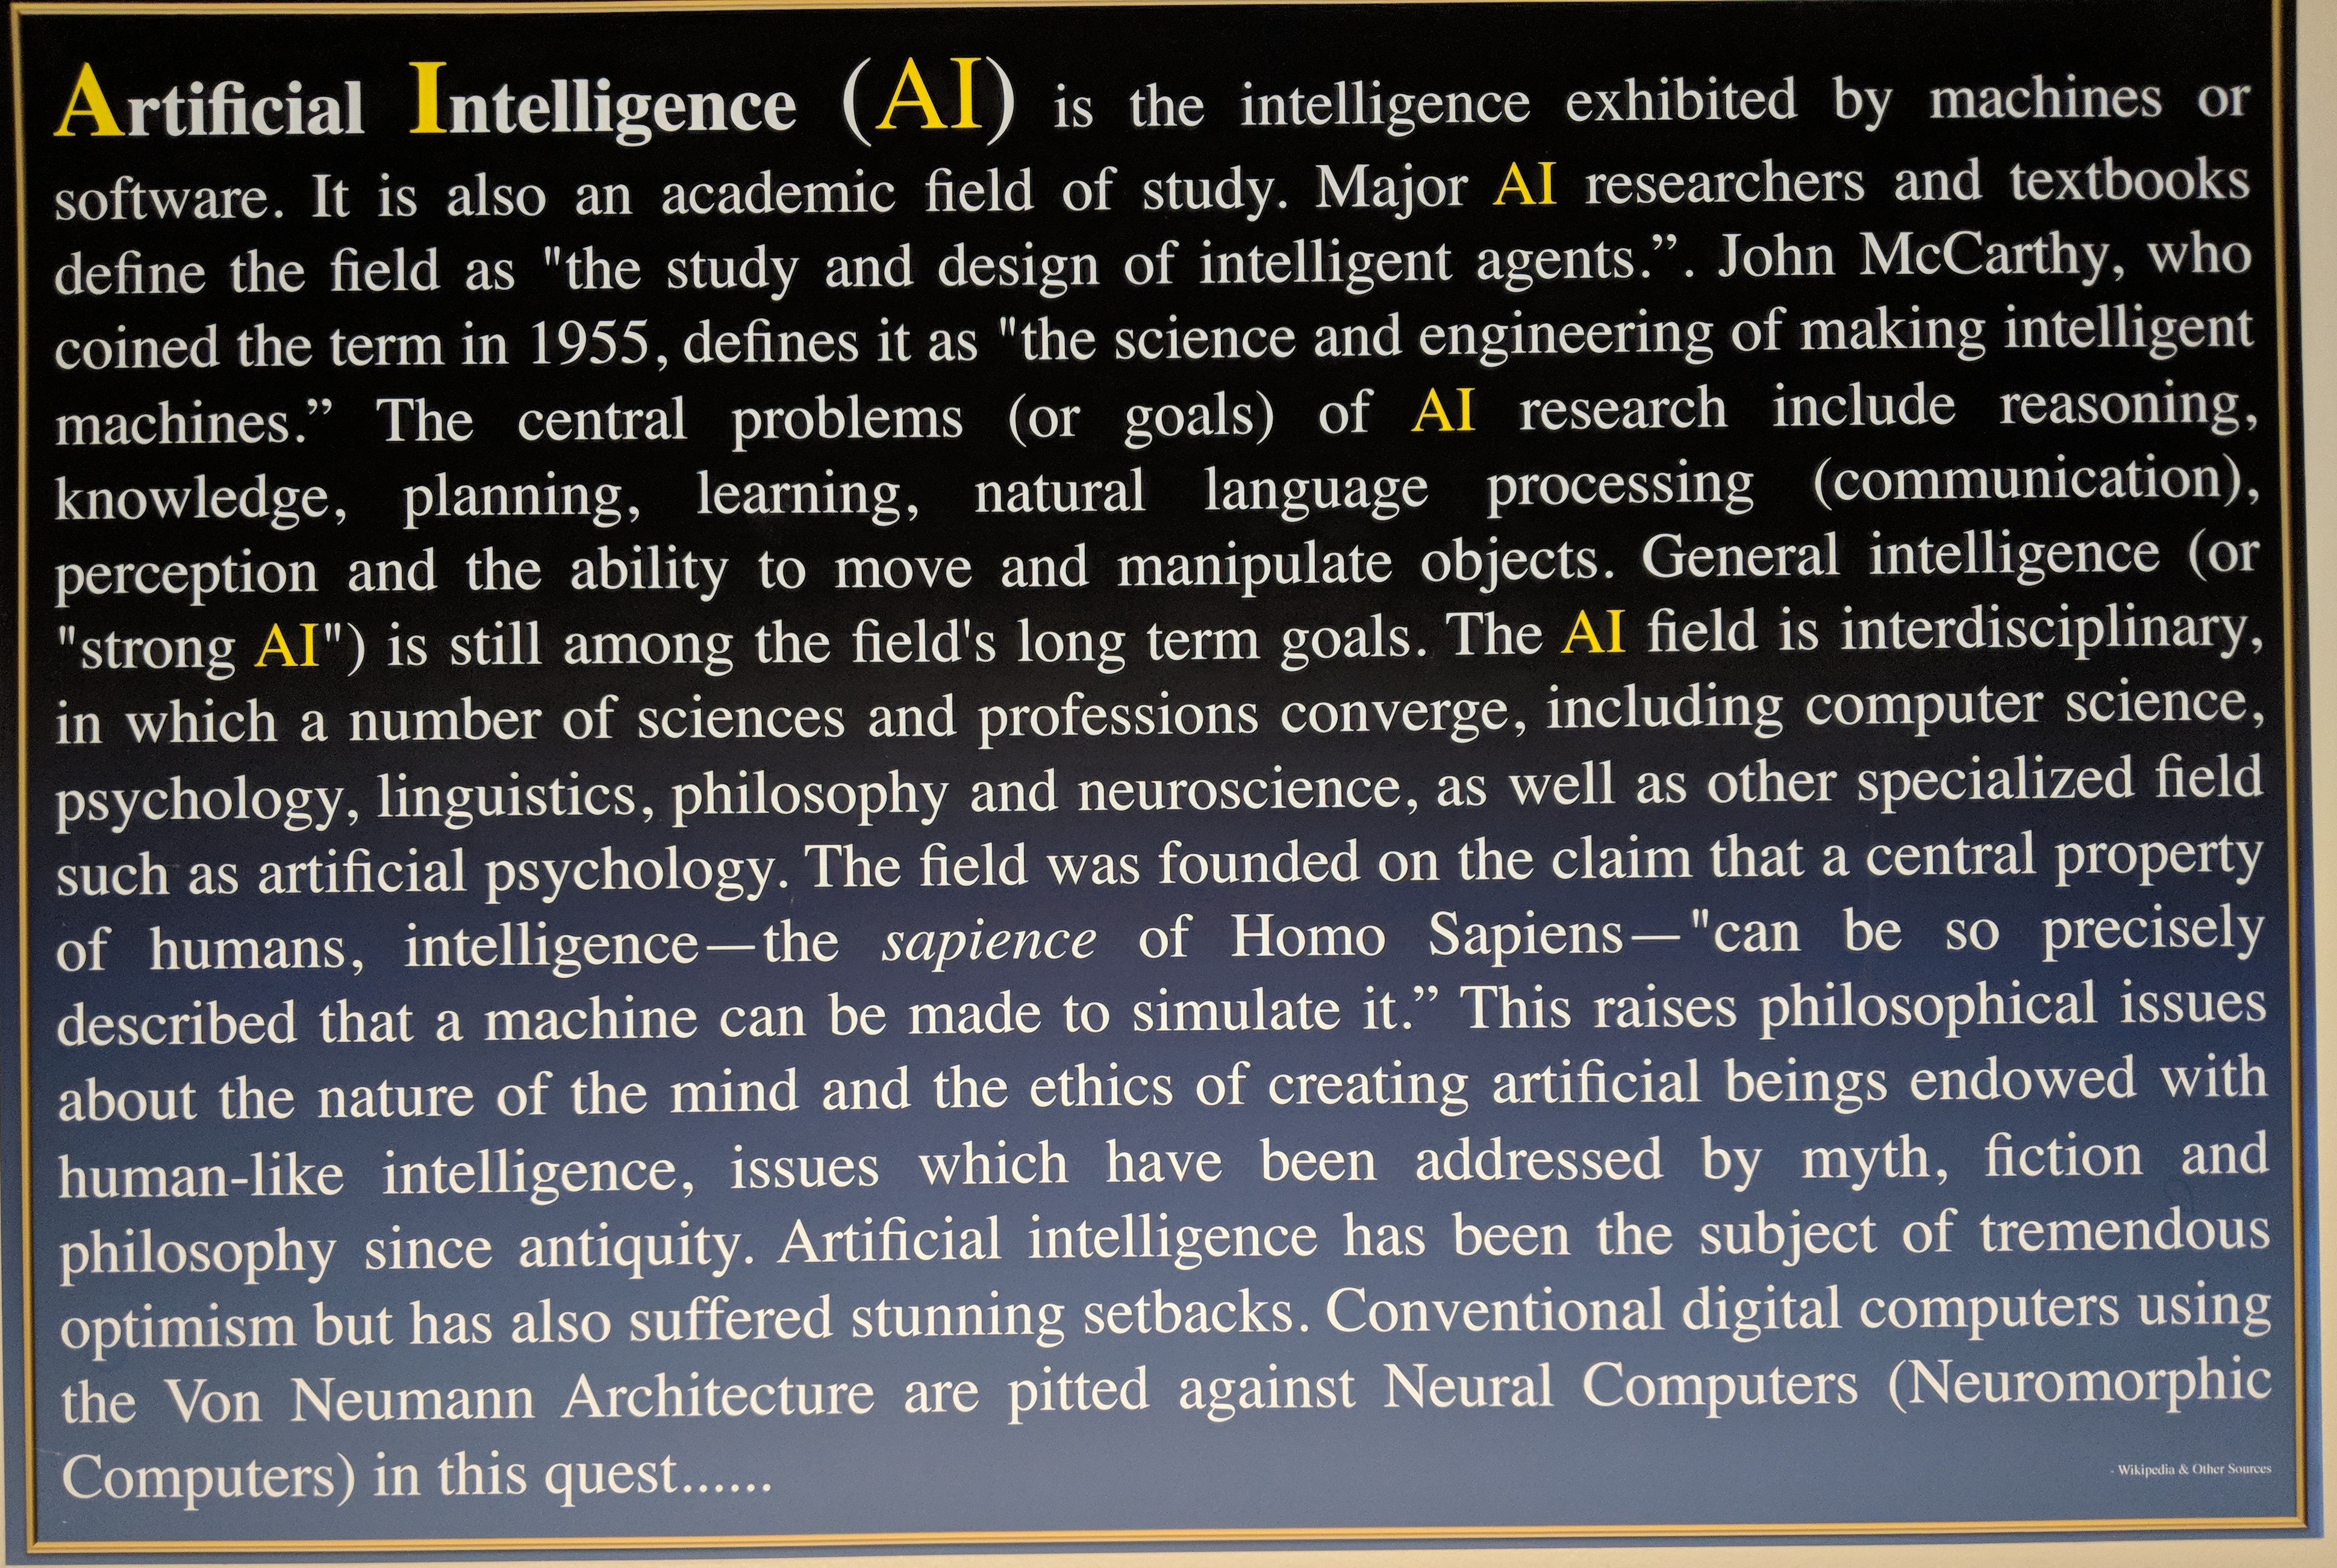 Artificial Intelligence (AI) is the intelligence exhibited by machines or
software. It is also an academic field of study. Major AI researchers and textbooks
define the field as "the study and design of intelligent agents.”. John McCarthy, who
coined the term in 1955, defines it as "the science and engineering of making intelligent
machines.” The central problems (or goals) of AI research include reasoning,
knowledge, planning, learning, natural language processing (communication),
perception and the ability to move and manipulate objects. General intelligence (or
"strong AI") is still among the field's long term goals. The AI field is interdisciplinary,
in which a number of sciences and professions converge, including computer science,
psychology, linguistics, philosophy and neuroscience, as well as other specialized field
such as artificial psychology. The field was founded on the claim that a central property
of humans, intelligence—the sapience of Homo Sapiens—"can be so precisely
described that a machine can be made to simulate it.” This raises philosophical issues
about the nature of the mind and the ethics of creating artificial beings endowed with
human-like intelligence, issues which have been addressed by myth, fiction and
philosophy since antiquity. Artificial intelligence has been the subject of tremendous
optimism but has also suffered stunning setbacks. Conventional digital computers using
the Von Neumann Architecture are pitted against Neural Computers (Neuromorphic
Computers) in this quest......
- Wikipedia & Other Sources